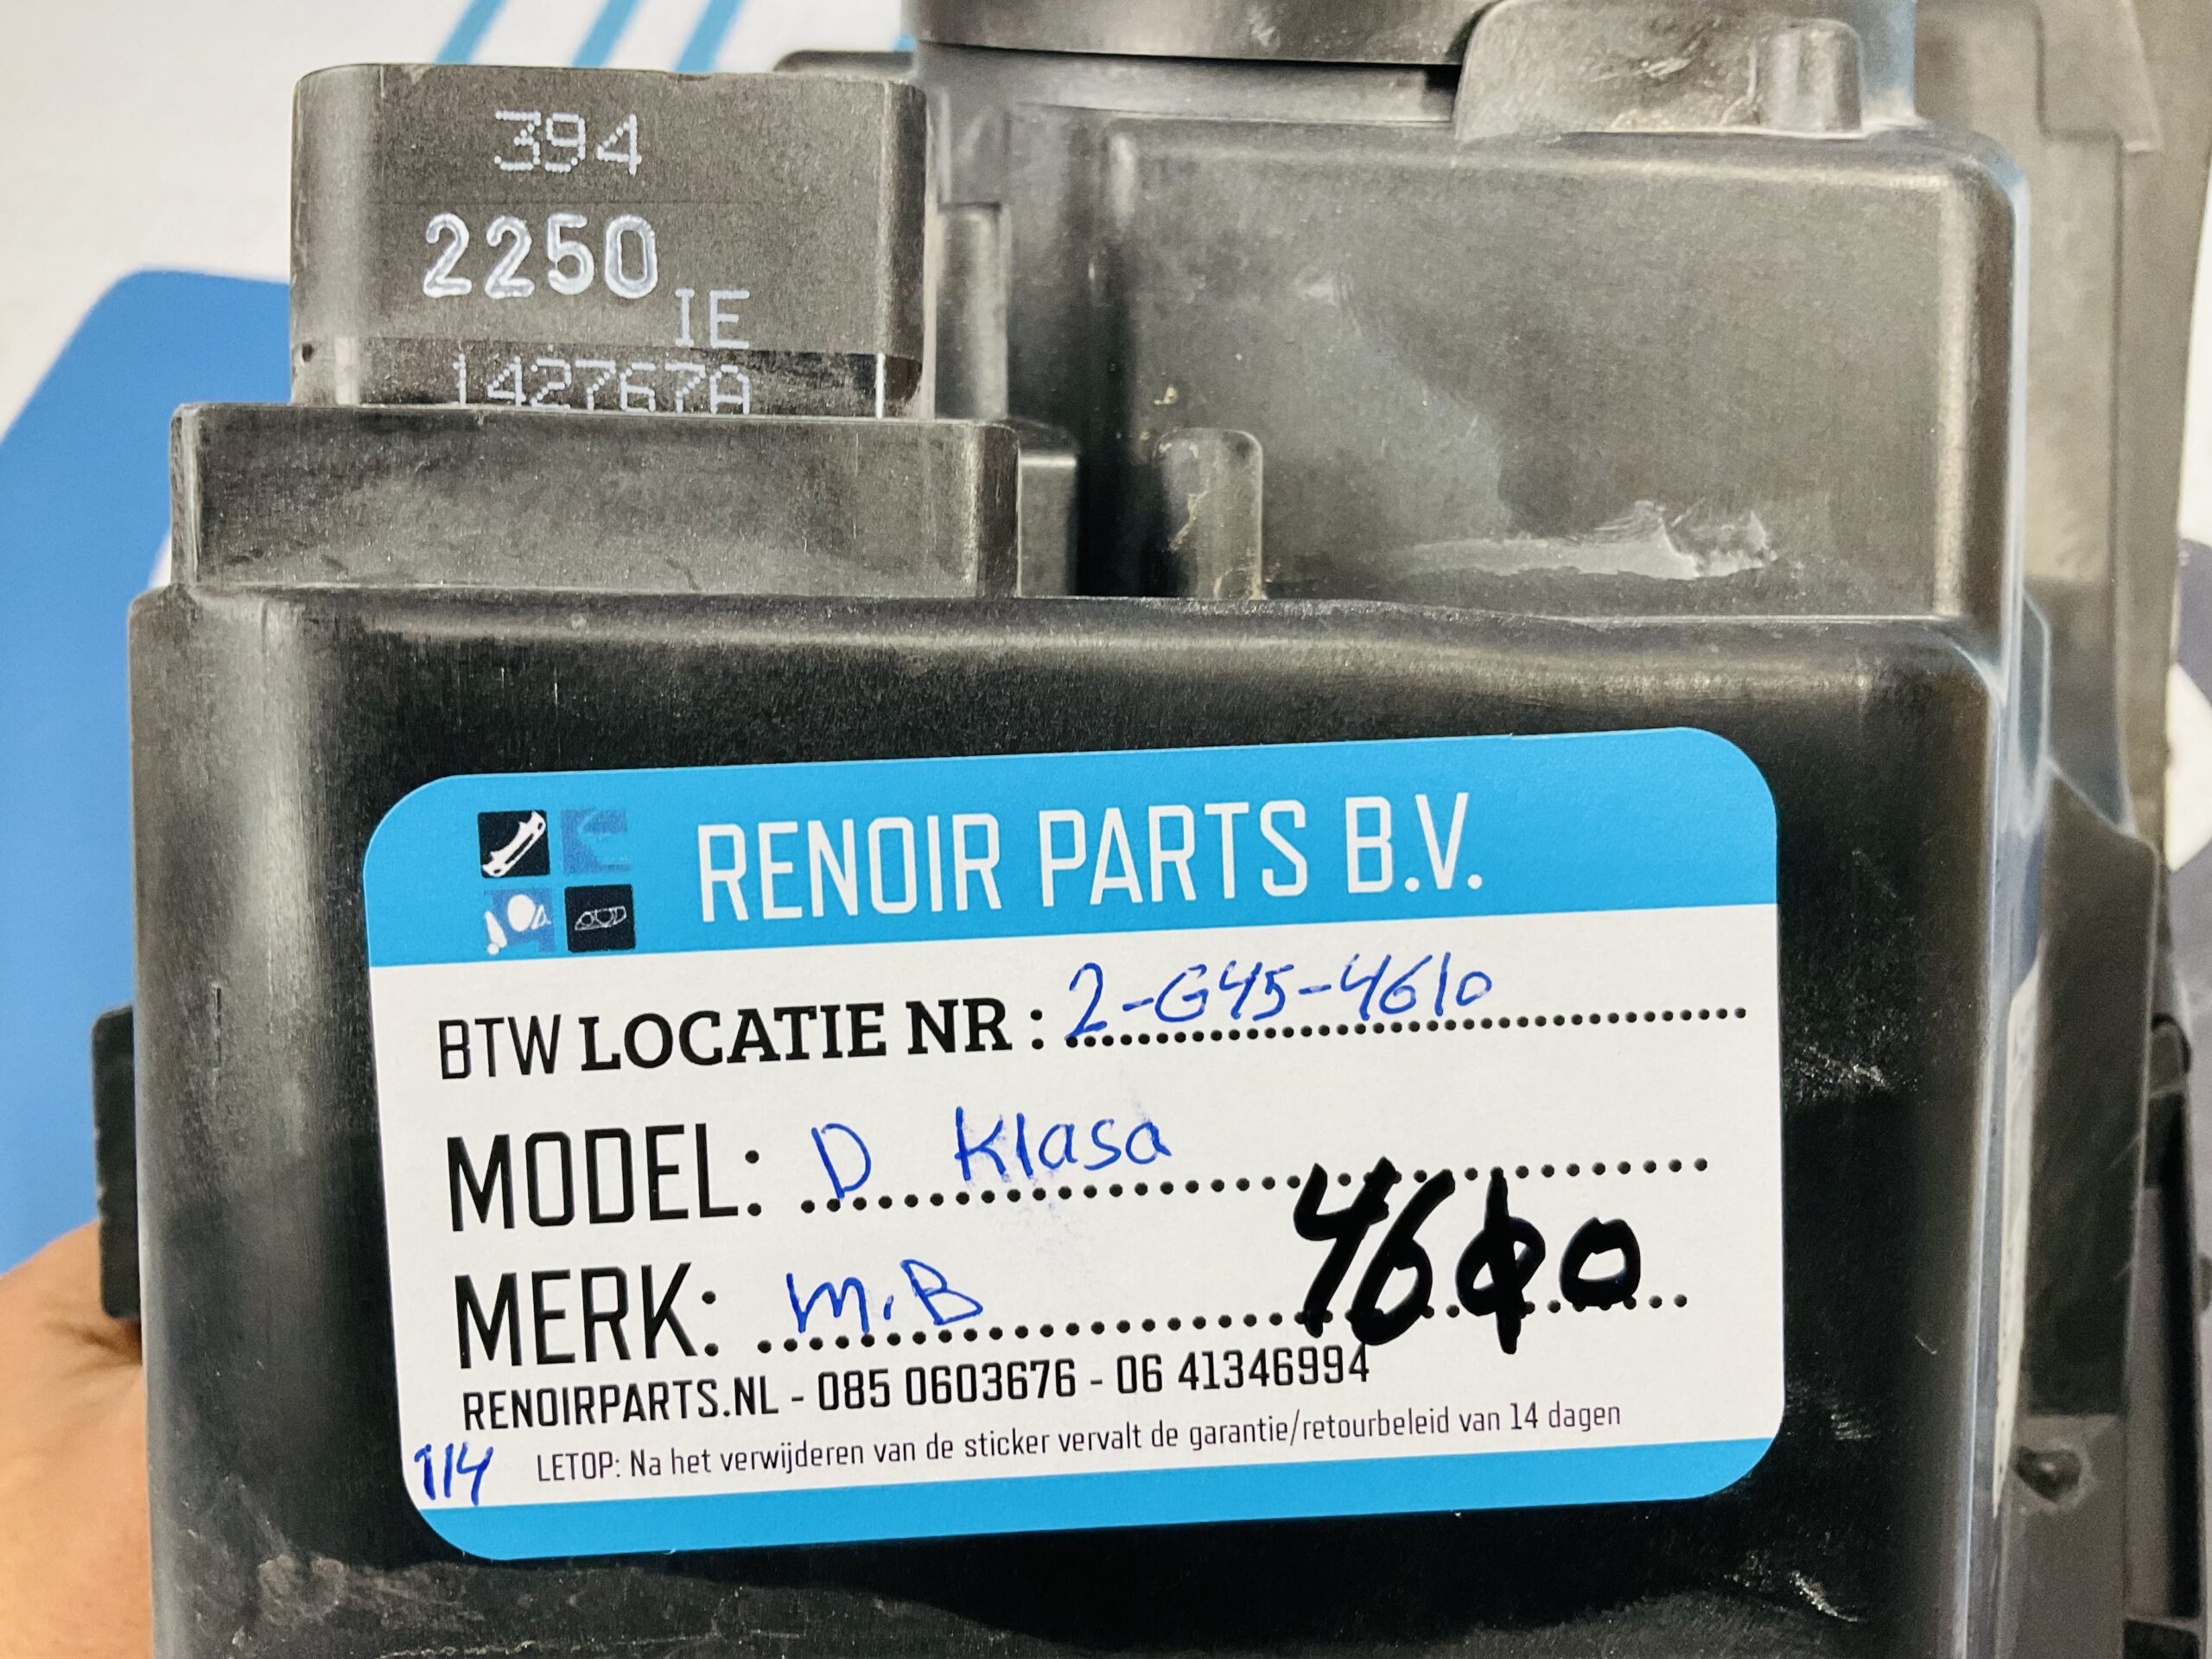 394
2250
IE
142767A
RENOIR PARTS B.V.
BTW LOCATIE NR : 2-G45-4610
MODEL: D Klasa
MERK: M.B
4610
RENOIRPARTS.NL - 085 0603676 - 06 41346994
114 LETOP: Na het verwijderen van de sticker vervalt de garantie/retourbeleid van 14 dagen